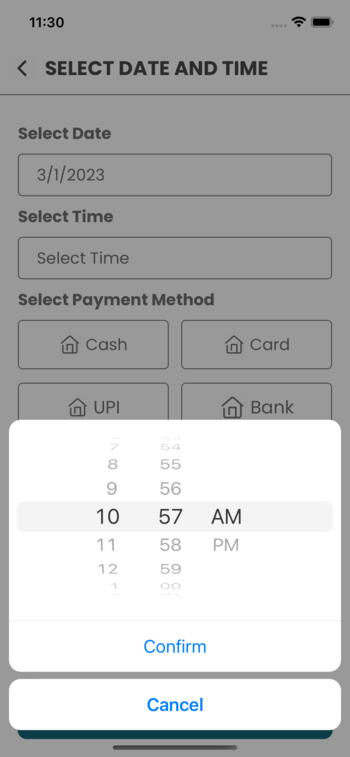 11:30
SELECT DATE AND TIME
Select Date
3/1/2023
Select Time
Select Time
Select Payment Method
Cash Card
UPI Bank
7 54
8 55
9 56
10 57 AM
11 58 PM
12 59
1 00
Confirm
Cancel